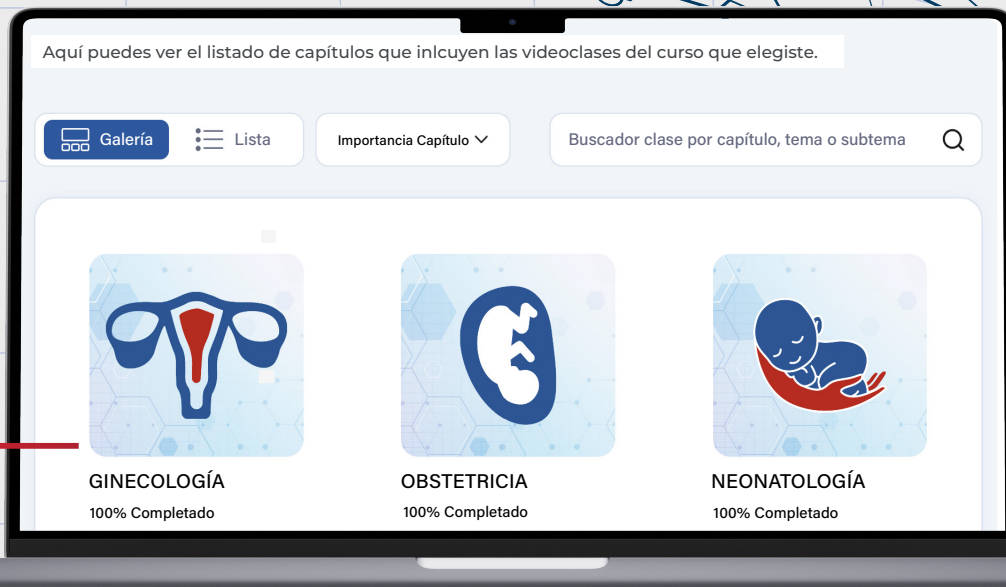 Aquí puedes ver el listado de capítulos que inlcuyen las videoclases del curso que elegiste.
Galería
Lista
Importancia Capítulo
Buscador clase por capítulo, tema o subtema
GINECOLOGÍA
OBSTETRICIA
NEONATOLOGÍA
100% Completado
100% Completado
100% Completado